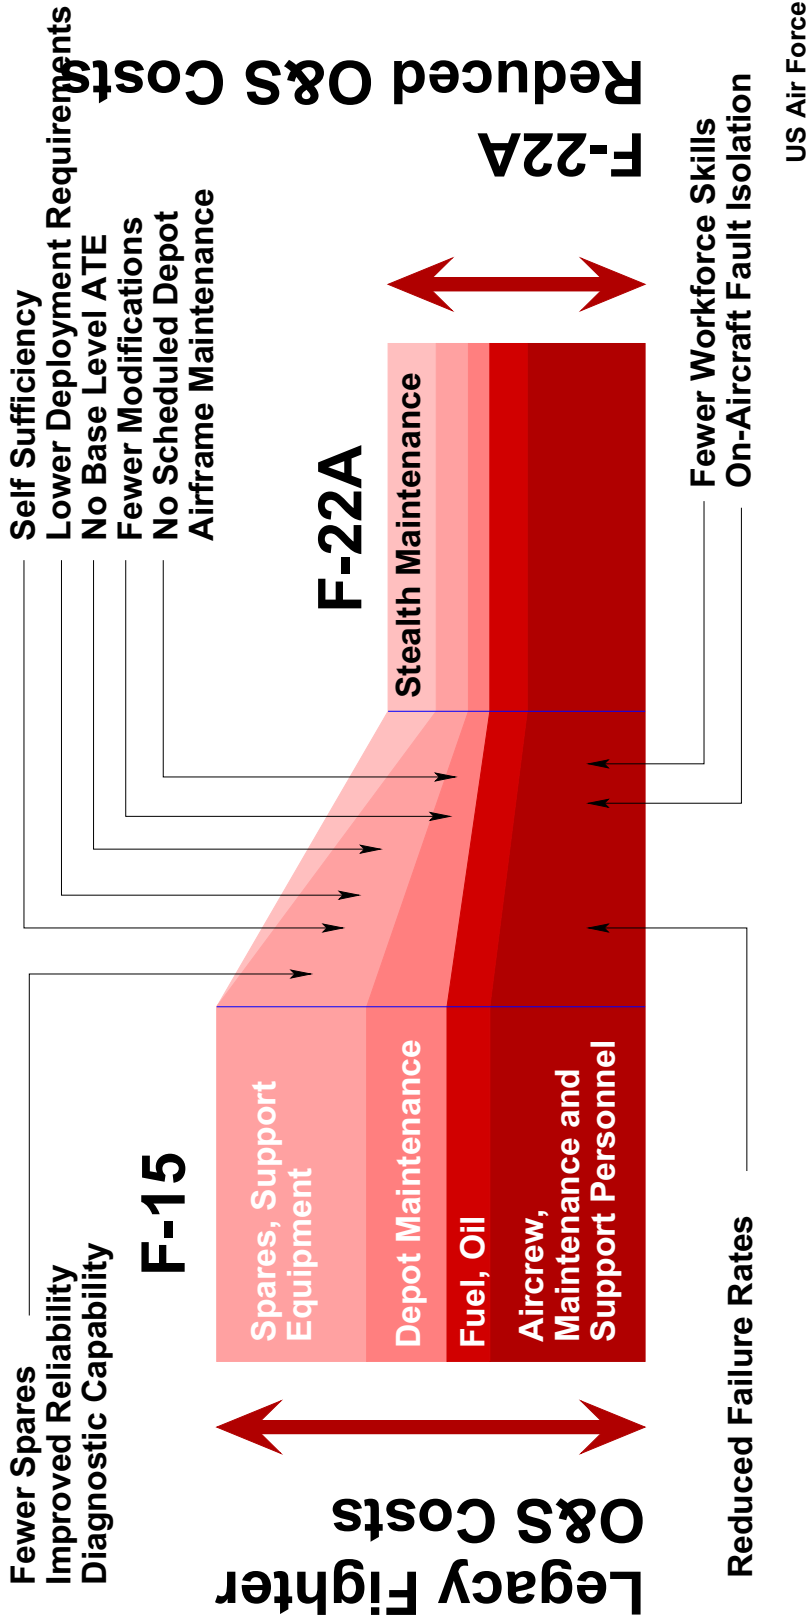 Legacy Fighter
O&S Costs
Fewer Spares
Improved Reliability
Diagnostic Capability
F-15
Spares, Support
Equipment
Depot Maintenance
Fuel, Oil
Aircrew,
Maintenance and
Support Personnel
Reduced Failure Rates
Self Sufficiency
Lower Deployment Requirements
No Base Level ATE
Fewer Modifications
No Scheduled Depot
Airframe Maintenance
F-22A
Stealth Maintenance
Fewer Workforce Skills
On-Aircraft Fault Isolation
F-22A
Reduced O&S Costs
US Air Force